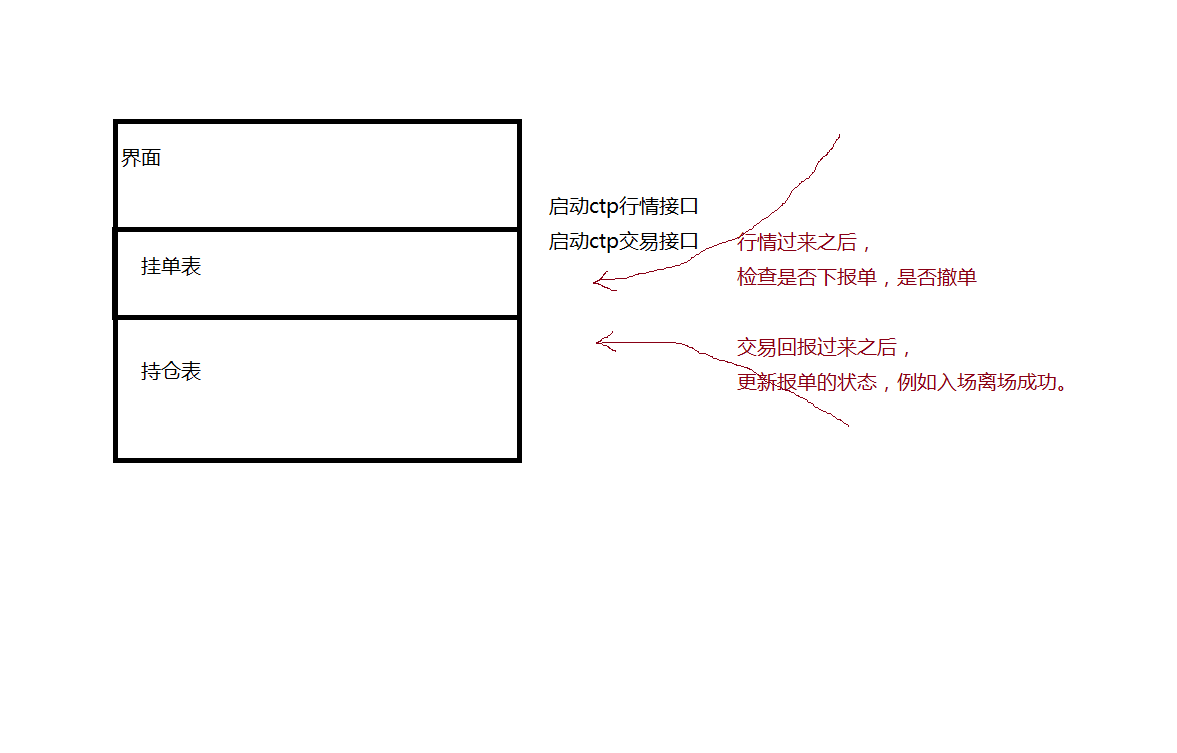 界面
启动ctp行情接口
启动ctp交易接口
行情过来之后，
挂单表
检查是否下报单，是否撤单
交易回报过来之后，
持仓表
更新报单的状态，例如入场离场成功。